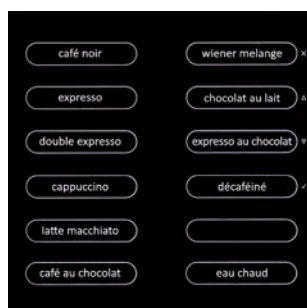 café noir
wiener melange
expresso
chocolat au lait
double expresso
expresso au chocolat
cappuccino
décaféiné
latte macchiato
café au chocolat
eau chaud